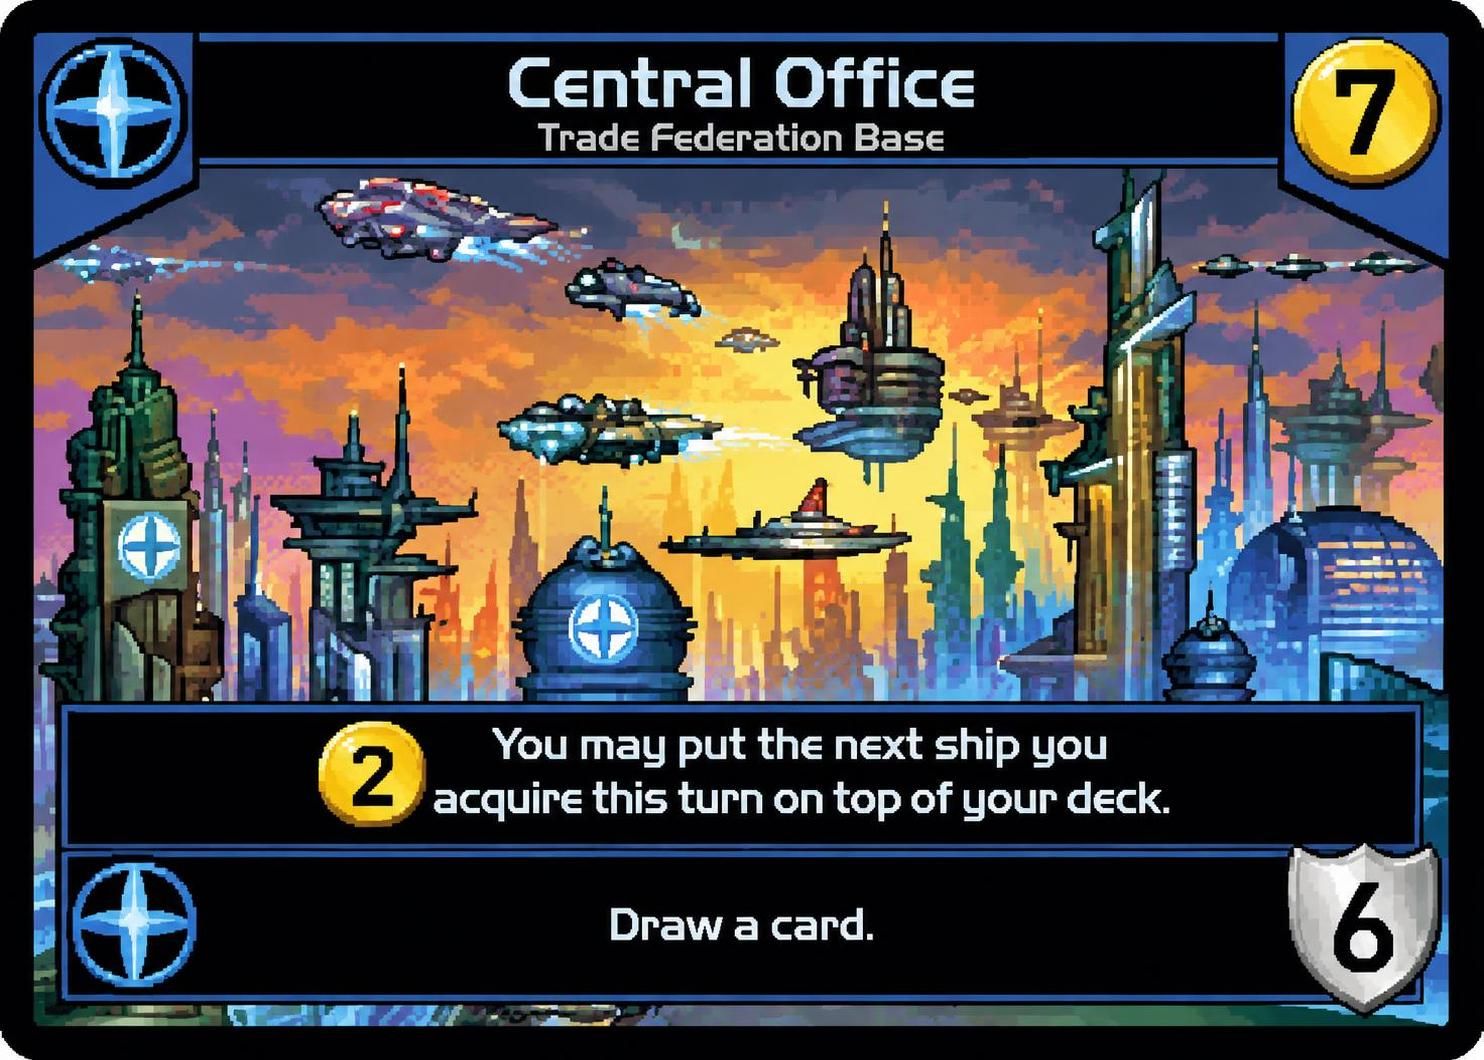 Central Office
7
Trade Federation Base
2
You may put the next ship you
acquire this turn on top of your deck.
Draw a card.
6